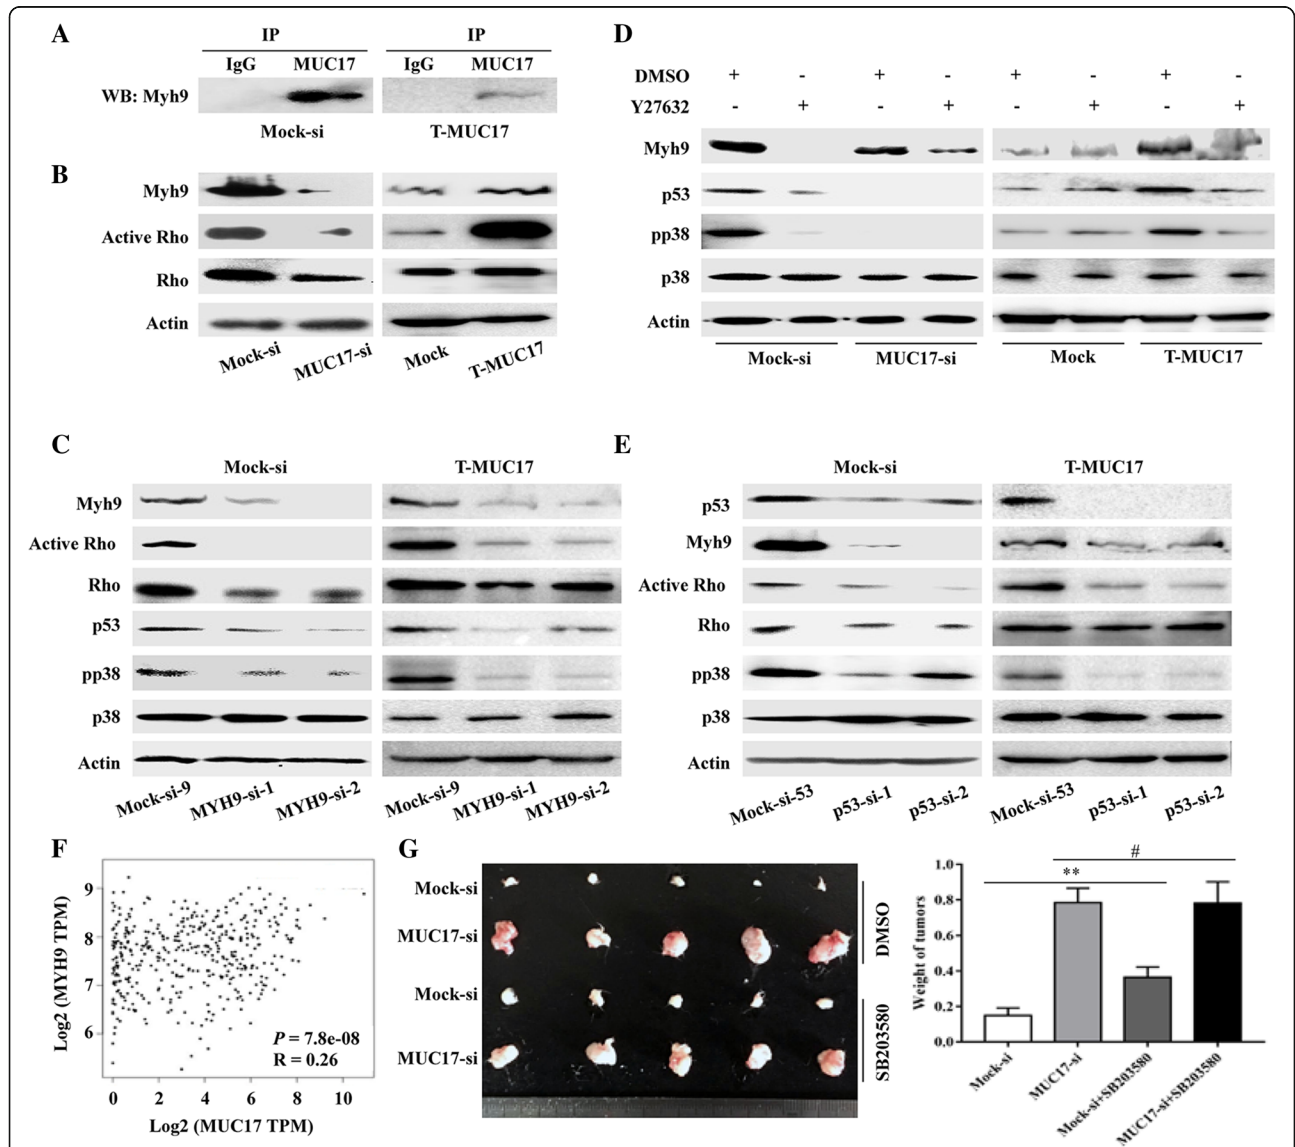 A
IP
IP
IgG
MUC17
IgG
MUC17
WB: Myh9
Mock-si
T-MUC17
B
Myh9
Active Rho
Rho
Actin
Mock-si
MUC17-si
Mock
T-MUC17
D
DMSO + - + - + - + -
Y27632 - + - + - + - +
Myh9
p53
pp38
p38
Actin
Mock-si
MUC17-si
Mock
T-MUC17
C
Mock-si
T-MUC17
Myh9
Active Rho
Rho
p53
pp38
p38
Actin
Mock-si-9
MYH9-si-1
MYH9-si-2
Mock-si-9
MYH9-si-1
MYH9-si-2
E
Mock-si
T-MUC17
p53
Myh9
Active Rho
Rho
pp38
p38
Actin
Mock-si-53
p53-si-1
p53-si-2
Mock-si-53
p53-si-1
p53-si-2
F
Log2 (MYH9 TPM)
9
8
7
6
P = 7.8e-08
R = 0.26
0 2 4 6 8 10
Log2 (MUC17 TPM)
G
Mock-si
MUC17-si
Mock-si
MUC17-si
DMSO
SB203580
Weight of tumors
1.0
0.8
0.6
0.4
0.2
0.0
#
**
Mock-si
MUC17-si
Mock-si+SB203580
MUC17-si+SB203580